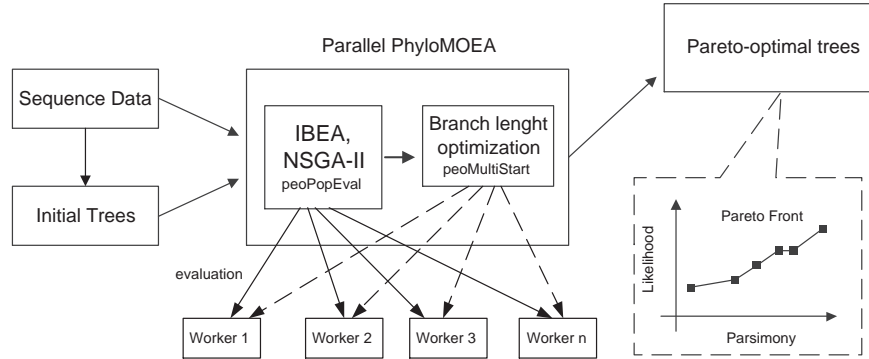 Parallel PhyloMOEA
Pareto-optimal trees
Sequence Data
Initial Trees
IBEA,
NSGA-II
peoPopEval
Branch lenght
optimization
peoMultiStart
evaluation
Worker 1
Worker 2
Worker 3
Worker n
Pareto Front
Likelihood
Parsimony